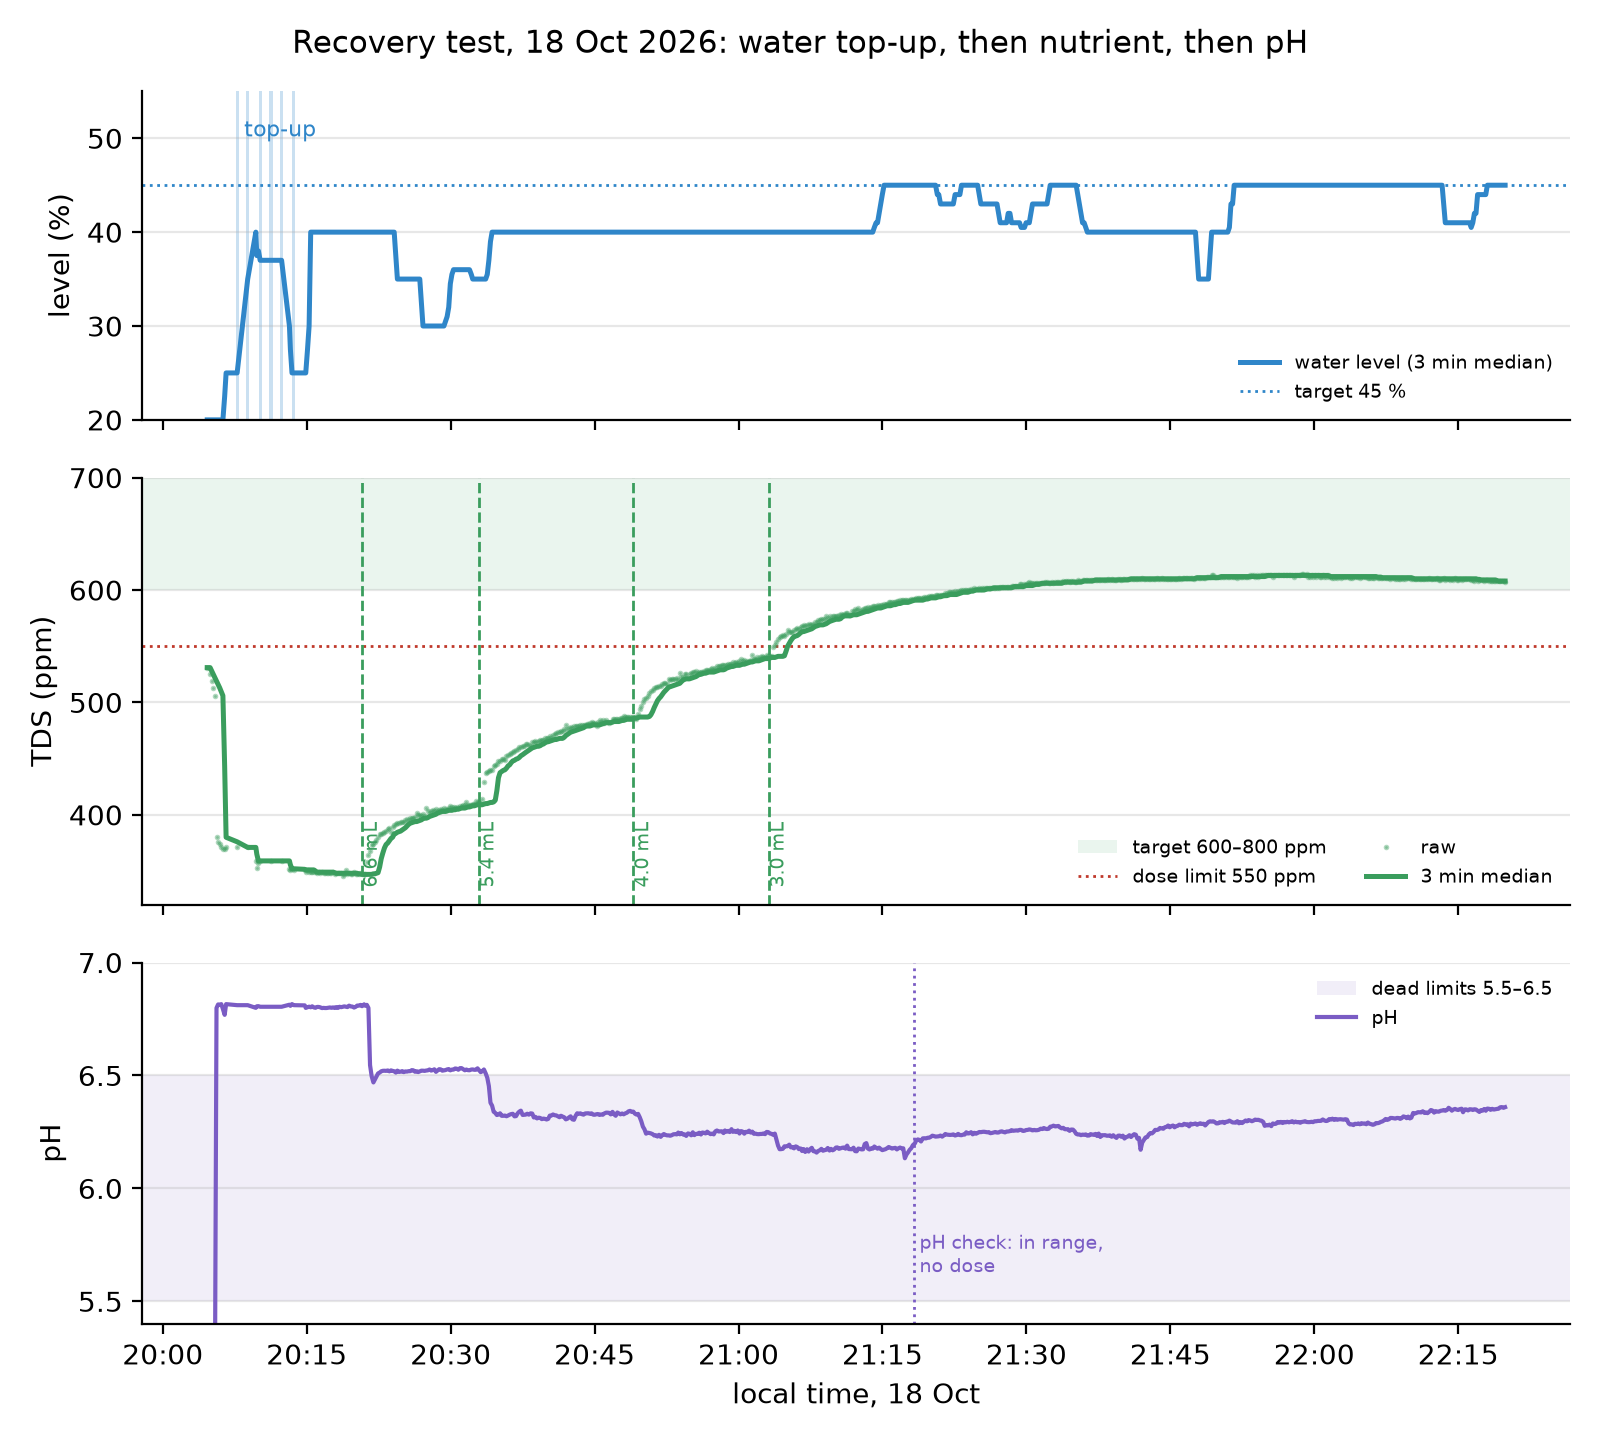 Recovery test, 18 Oct 2026: water top-up, then nutrient, then pH
level (%)
50
40
30
20
top-up
water level (3 min median)
target 45 %
TDS (ppm)
700
600
500
400
6.6 mL
5.4 mL
4.0 mL
3.0 mL
target 600–800 ppm
dose limit 550 ppm
raw
3 min median
pH
7.0
6.5
6.0
5.5
dead limits 5.5–6.5
pH
pH check: in range,
no dose
20:00 20:15 20:30 20:45 21:00 21:15 21:30 21:45 22:00 22:15
local time, 18 Oct